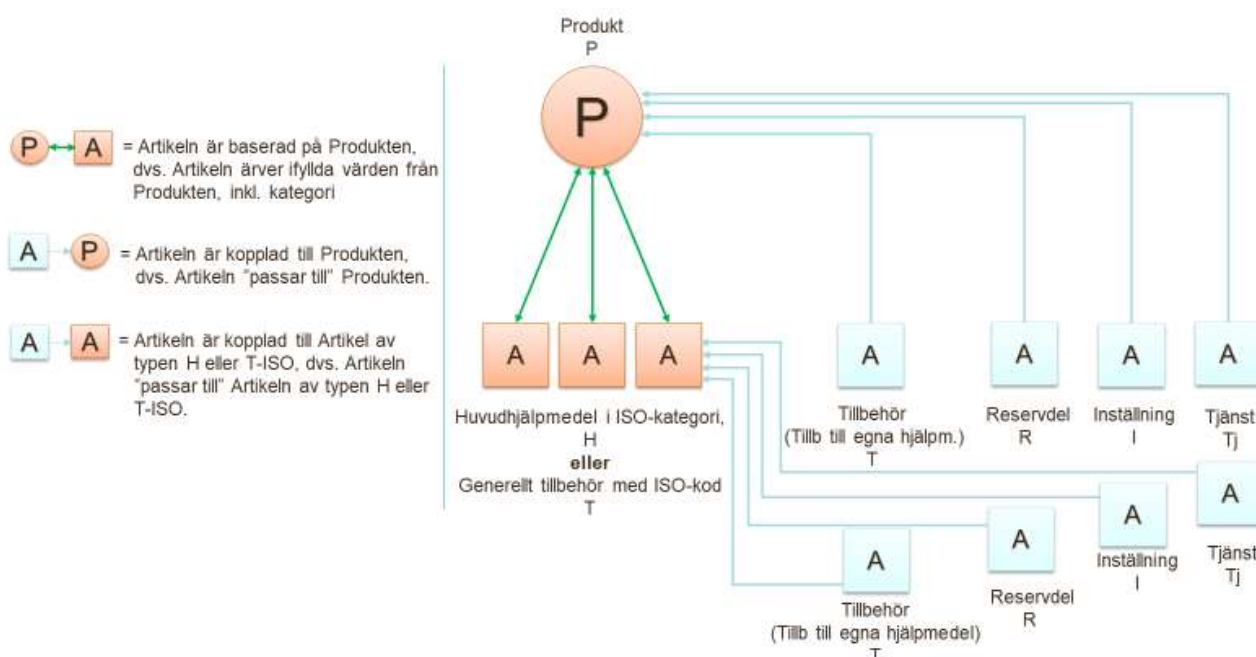 Produkt
P
P
P A = Artikeln är baserad på Produkten,
dvs. Artikeln ärver ifyllda värden från
Produkten, inkl. kategori
A P = Artikeln är kopplad till Produkten,
dvs. Artikeln "passar till" Produkten.
A A = Artikeln är kopplad till Artikel av
typen H eller T-ISO, dvs. Artikeln
"passar till" Artikeln av typen H eller
T-ISO.
A A A
Huvudhjälpmedel i ISO-kategori,
H
eller
Generellt tillbehör med ISO-kod
T
A
Tillbehör
(Tillb till egna hjälpm.)
T
A
Reservdel
R
A
Inställning
I
A
Tjänst
Tj
A
Tillbehör
(Tillb till egna hjälpmedel)
T
A
Reservdel
R
A
Inställning
I
A
Tjänst
Tj